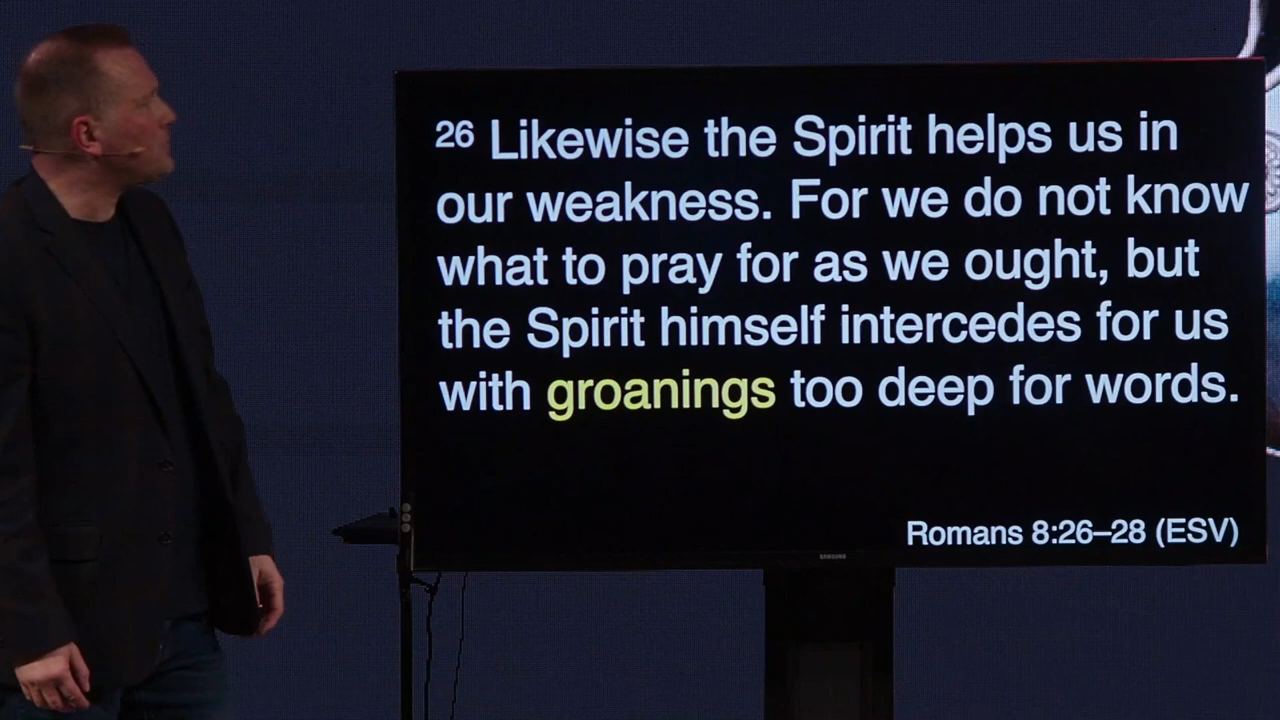 26 Likewise the Spirit helps us in
our weakness. For we do not know
what to pray for as we ought, but
the Spirit himself intercedes for us
with groanings too deep for words.
Romans 8:26–28 (ESV)
SAMSUNG